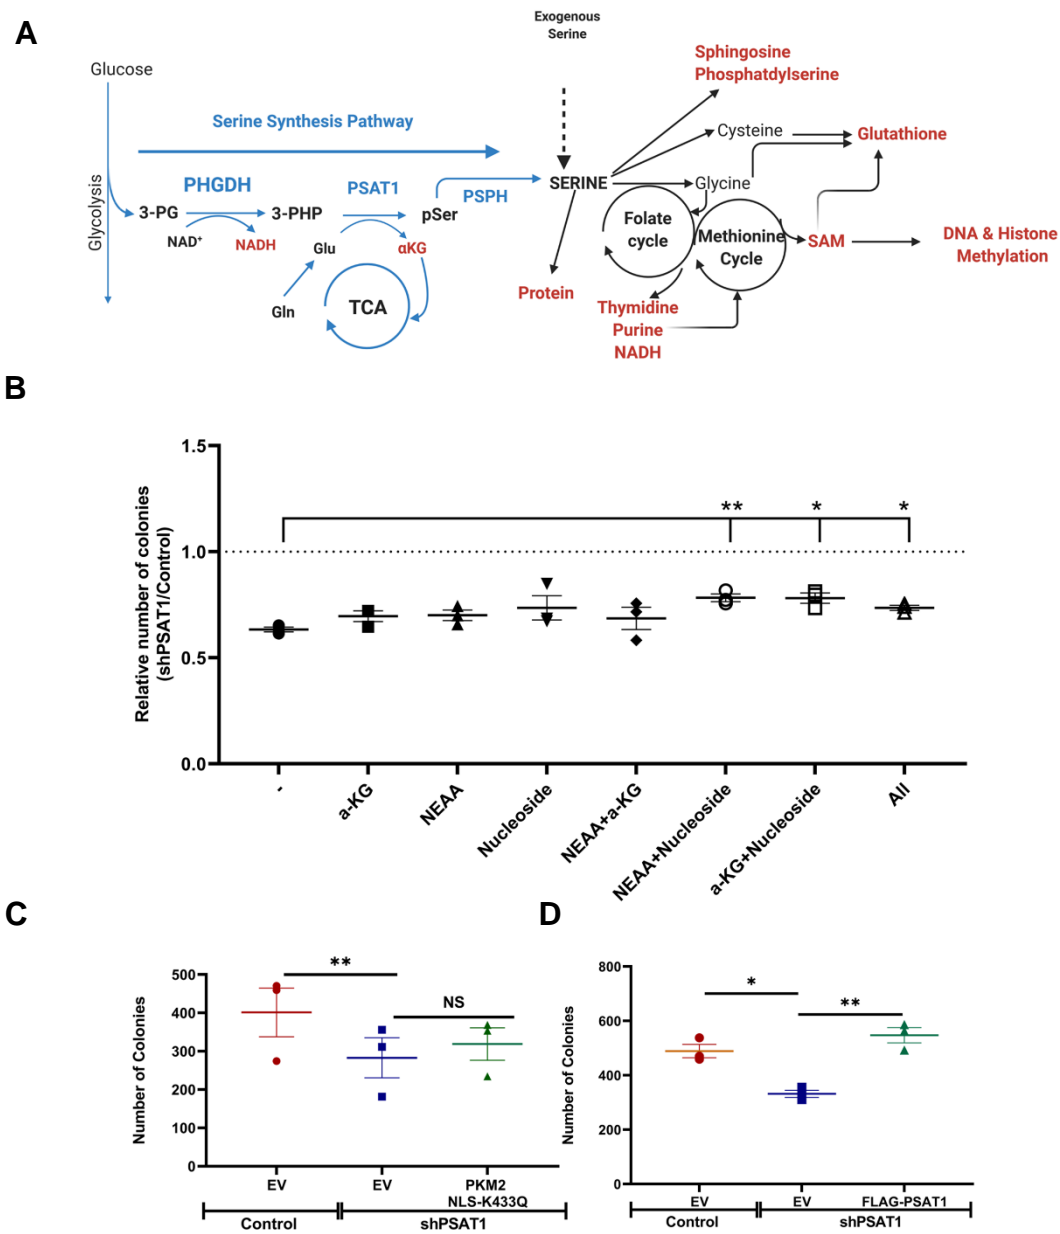 A
Exogenous
Serine
Sphingosine
Phosphatdylserine
Glucose
Serine Synthesis Pathway
Cysteine
Glutathione
PHGDH
PSAT1
PSPH
SERINE
Glycine
Glycolysis
3-PG
3-PHP
pSer
NAD⁺
NADH
Glu
αKG
Folate
cycle
Methionine
Cycle
SAM
DNA & Histone
Methylation
Gln
TCA
Protein
Thymidine
Purine
NADH
B
Relative number of colonies
(shPSAT1/Control)
1.5
1.0
0.5
0.0
**
*
*
-
a-KG
NEAA
Nucleoside
NEAA+a-KG
NEAA+Nucleoside
a-KG+Nucleoside
All
C
Number of Colonies
500
400
300
200
100
0
**
NS
EV
EV
PKM2
NLS-K433Q
Control
shPSAT1
D
Number of Colonies
800
600
400
200
0
*
**
EV
EV
FLAG-PSAT1
Control
shPSAT1